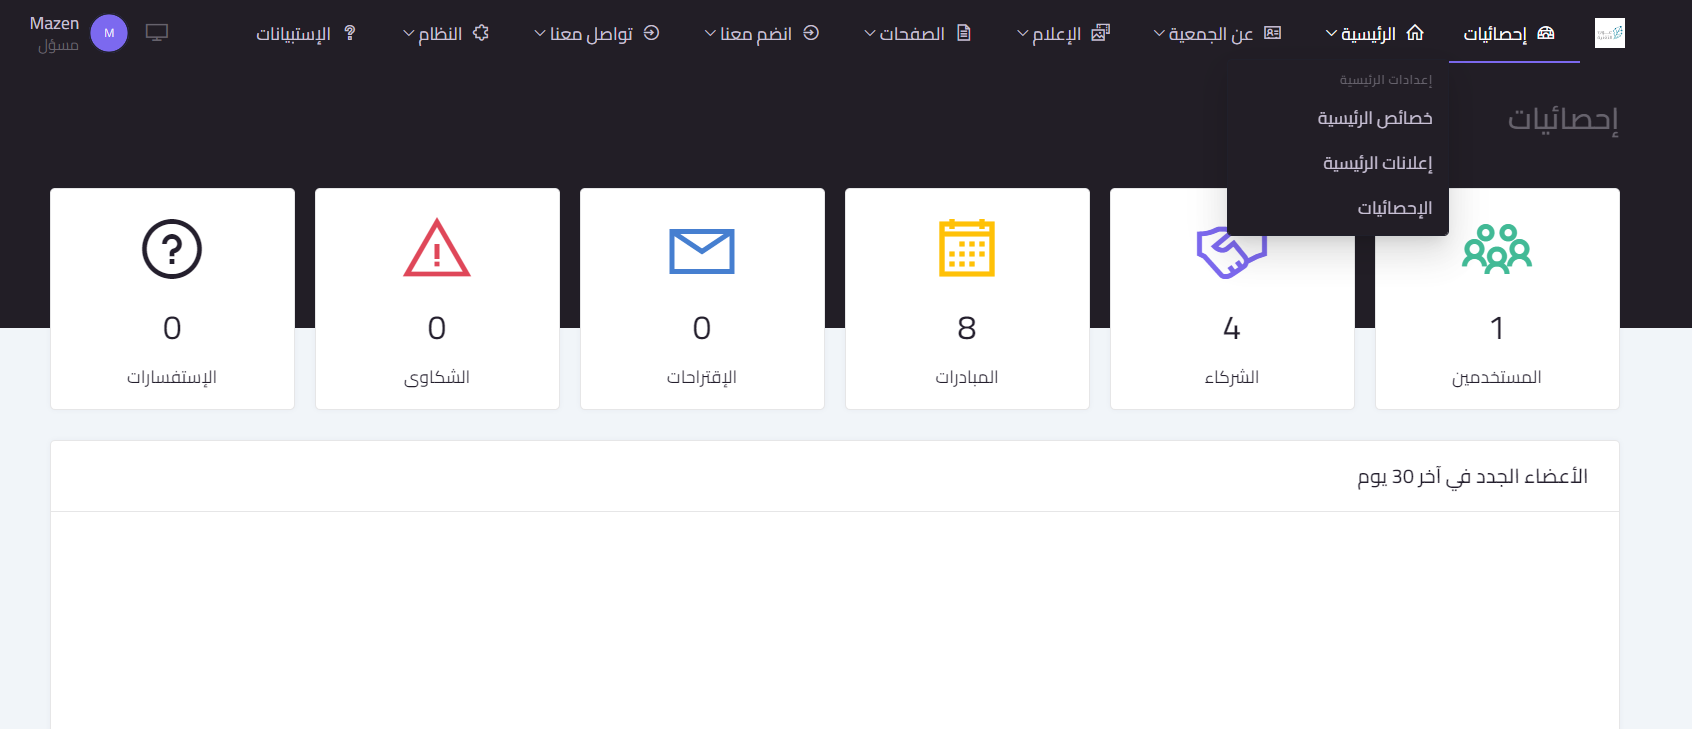 إحصائيات
الرئيسية
عن الجمعية
الإعلام
الصفحات
انضم معنا
تواصل معنا
النظام
الإستبيانات
M
Mazen
مسؤل
إعدادات الرئيسية
خصائص الرئيسية
إعلانات الرئيسية
الإحصائيات
إحصائيات
1
المستخدمين
4
الشركاء
8
المبادرات
0
الإقتراحات
0
الشكاوى
0
الإستفسارات
الأعضاء الجدد في آخر 30 يوم